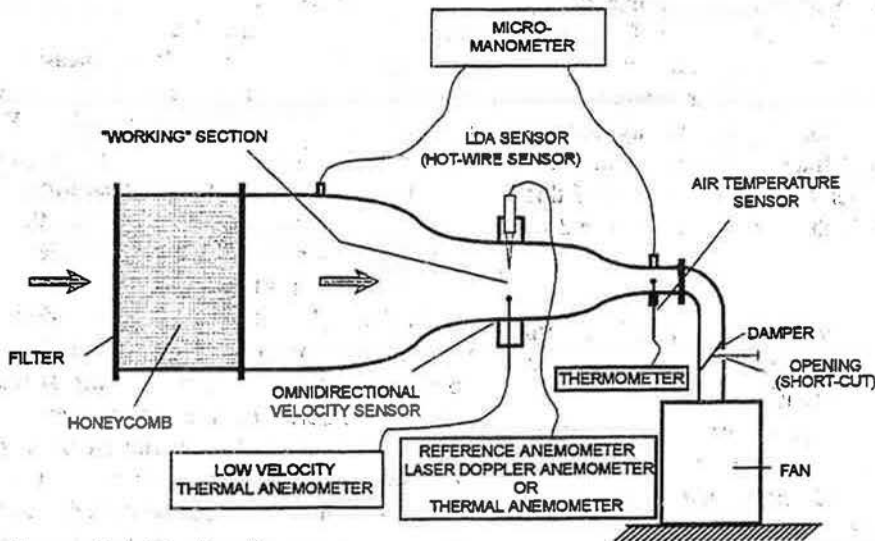 MICRO-
MANOMETER
"WORKING" SECTION
LDA SENSOR
(HOT-WIRE SENSOR)
AIR TEMPERATURE
SENSOR
FILTER
HONEYCOMB
OMNIDIRECTIONAL
VELOCITY SENSOR
THERMOMETER
DAMPER
OPENING
(SHORT-CUT)
LOW VELOCITY
THERMAL ANEMOMETER
REFERENCE ANEMOMETER
LASER DOPPLER ANEMOMETER
OR
THERMAL ANEMOMETER
FAN